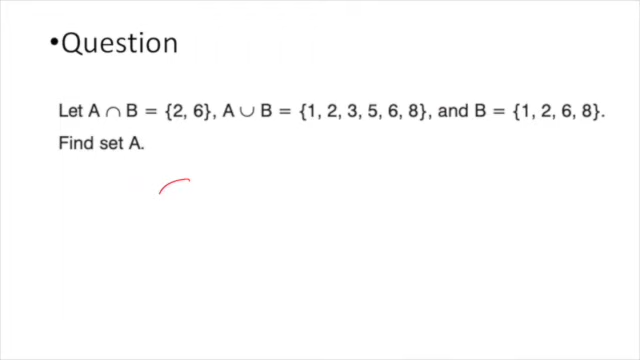 •Question
Let A ∩ B = {2, 6}, A ∪ B = {1, 2, 3, 5, 6, 8}, and B = {1, 2, 6, 8}.
Find set A.